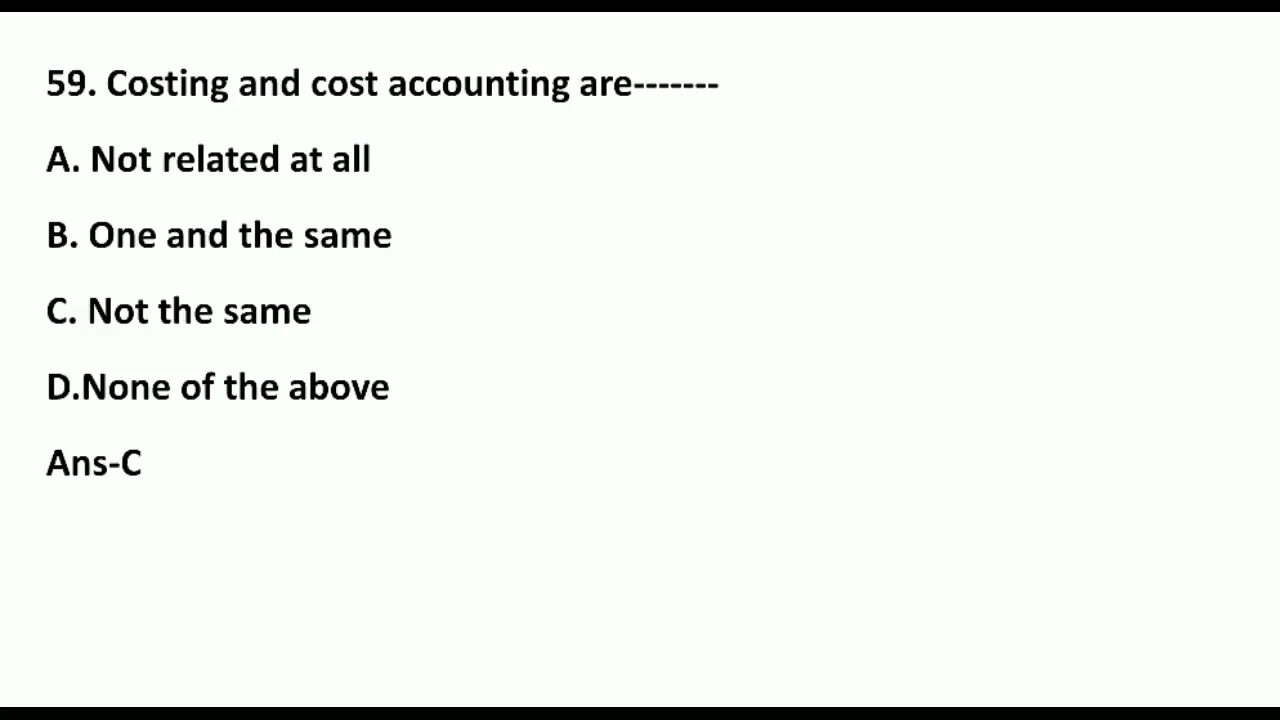 59. Costing and cost accounting are-------
A. Not related at all
B. One and the same
C. Not the same
D.None of the above
Ans-C